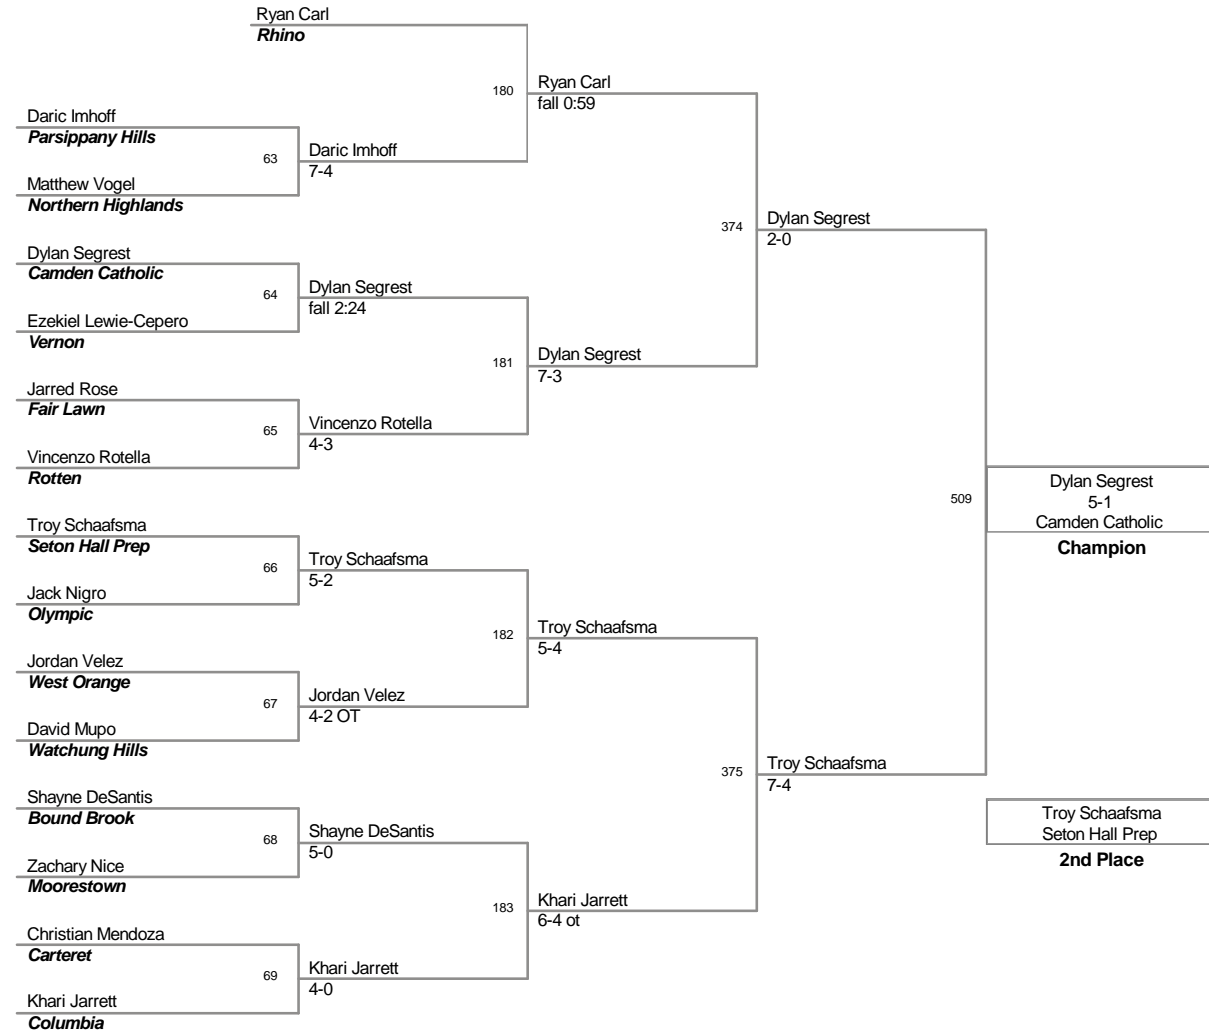 Ryan Carl
Rhino
180
Ryan Carl
fall 0:59
Daric Imhoff
Parsippany Hills
63
Daric Imhoff
7-4
Matthew Vogel
Northern Highlands
374
Dylan Segrest
2-0
Dylan Segrest
Camden Catholic
64
Dylan Segrest
fall 2:24
Ezekiel Lewie-Cepero
Vernon
181
Dylan Segrest
7-3
Jarred Rose
Fair Lawn
65
Vincenzo Rotella
4-3
Vincenzo Rotella
Rotten
509
Dylan Segrest
5-1
Camden Catholic
Champion
Troy Schaafsma
Seton Hall Prep
66
Troy Schaafsma
5-2
Jack Nigro
Olympic
182
Troy Schaafsma
5-4
Jordan Velez
West Orange
67
Jordan Velez
4-2 OT
David Mupo
Watchung Hills
375
Troy Schaafsma
7-4
Shayne DeSantis
Bound Brook
68
Shayne DeSantis
5-0
Zachary Nice
Moorestown
Troy Schaafsma
Seton Hall Prep
2nd Place
183
Khari Jarrett
6-4 ot
Christian Mendoza
Carteret
69
Khari Jarrett
4-0
Khari Jarrett
Columbia